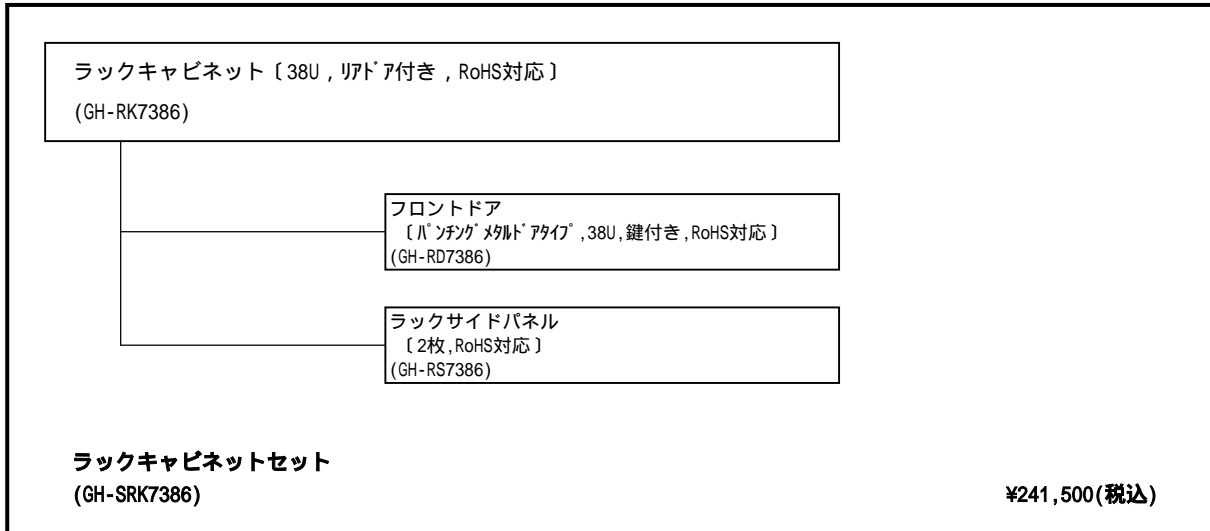 ラックキャビネット〔38U，ﾘｱﾄﾞｱ付き，RoHS対応〕
(GH-RK7386)
フロントドア
〔ﾊﾟﾝﾁﾝｸﾞﾒﾀﾙﾄﾞｱﾀｲﾌﾟ,38U,鍵付き,RoHS対応〕
(GH-RD7386)
ラックサイドパネル
〔2枚,RoHS対応〕
(GH-RS7386)
ラックキャビネットセット
(GH-SRK7386) ¥241,500(税込)